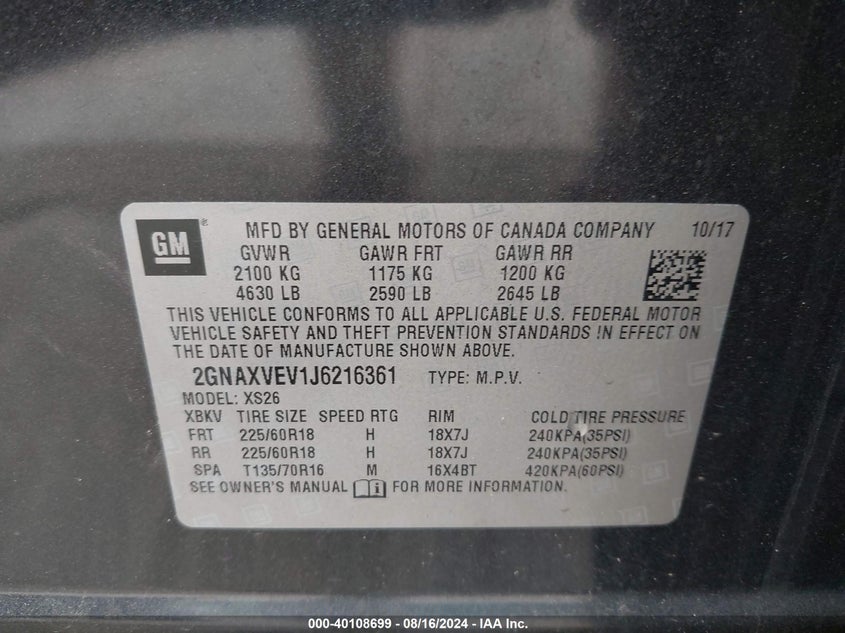 GM ® MFD BY GENERAL MOTORS OF CANADA COMPANY 10/17
GVWR GAWR FRT GAWR RR
2100 KG 1175 KG 1200 KG
4630 LB 2590 LB 2645 LB
THIS VEHICLE CONFORMS TO ALL APPLICABLE U.S. FEDERAL MOTOR
VEHICLE SAFETY AND THEFT PREVENTION STANDARDS IN EFFECT ON
THE DATE OF MANUFACTURE SHOWN ABOVE.
2GNAXVEV1J6216361 TYPE: M.P.V.
MODEL: XS26
XBKV TIRE SIZE SPEED RTG RIM COLD TIRE PRESSURE
FRT 225/60R18 H 18X7J 240KPA(35PSI)
RR 225/60R18 H 18X7J 240KPA(35PSI)
SPA T135/70R16 M 16X4BT 420KPA(60PSI)
SEE OWNER'S MANUAL FOR MORE INFORMATION.
000-40108699 - 08/16/2024 - IAA Inc.